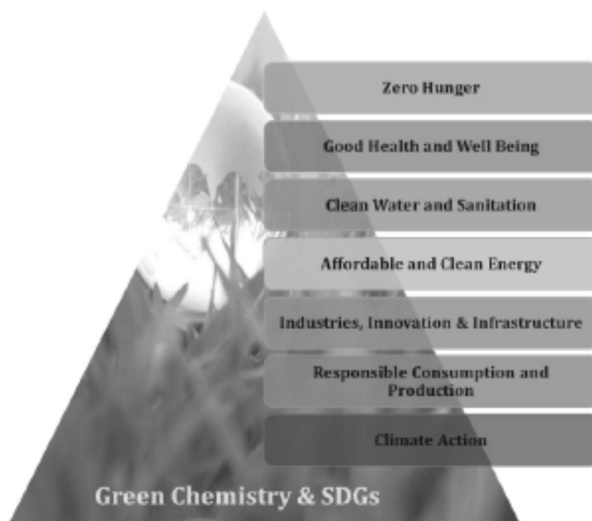 Zero Hunger
Good Health and Well Being
Clean Water and Sanitation
Affordable and Clean Energy
Industries, Innovation & Infrastructure
Responsible Consumption and
Production
Climate Action
Green Chemistry & SDGs